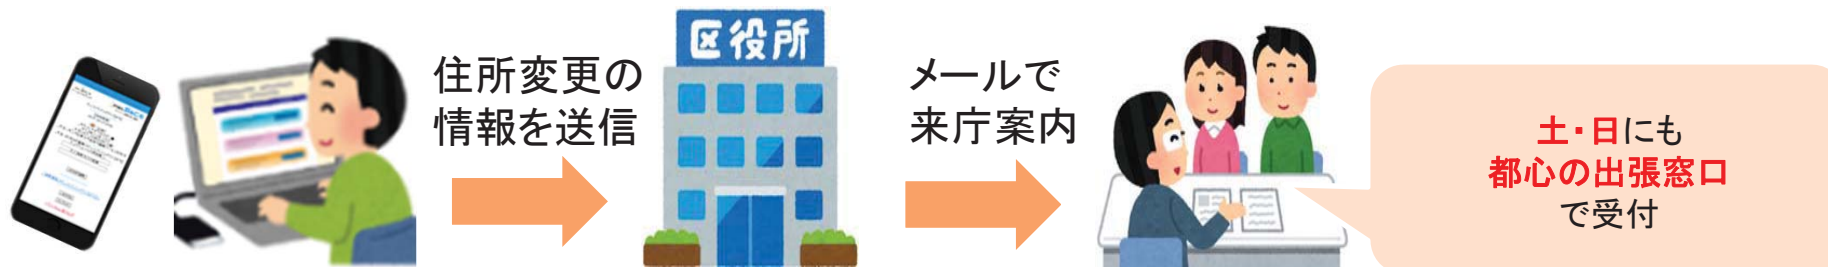 住所変更の
情報を送信
区役所
メールで
来庁案内
土・日にも
都心の出張窓口
で受付